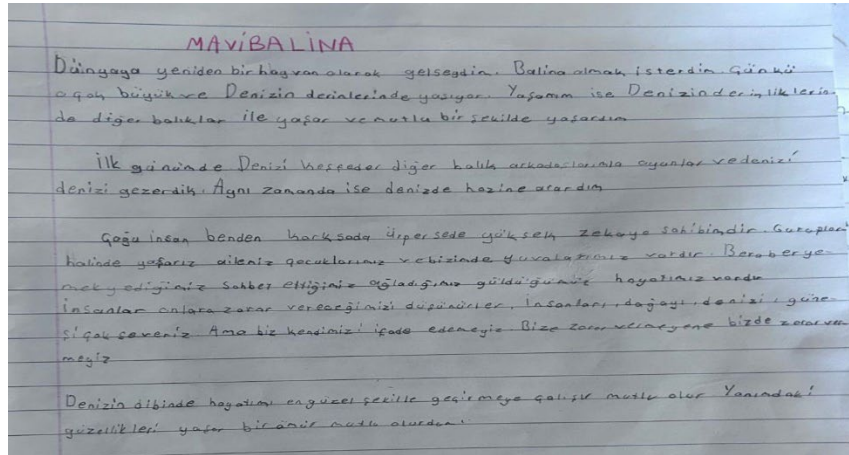 MAVİBALİNA
Dünyaya yeniden bir hayvan olarak gelseydim. Balina olmak isterdim. Çünkü
o çok büyük ve Denizin derinlerinde yaşıyor. Yaşamım ise Denizin derinliklerin-
de diğer balıklar ile yaşar ve mutlu bir şekilde yaşardım
İlk günümde Denizi keşfeder diğer balık arkadaşlarımla oyunlar ve denizi
denizi gezerdik. Aynı zamanda ise denizde hazine arardım
Çoğu insan benden korksada ürpersede yüksek zekaya sahibimdir. Guruplar
halinde yaşarız ailemiz çocuklarımız ve bizimde yuvalarımız vardır. Beraber ye-
mek yediğimiz sohbet ettiğimiz ağladığımız güldüğümüz hayatımız vardır
İnsanlar onlara zarar vereceğimizi düşünürler, İnsanları, doğayı, denizi, güne-
şi çok severiz Ama biz kendimizi ifade edemeyiz. Bize zarar vermeyene bizde zarar ver-
meyiz
Denizin dibinde hayatımı en güzel şekille geçirmeye çalışır mutlu olur Yanımdaki
güzellikleri yaşar bir ömür mutlu olurdum.